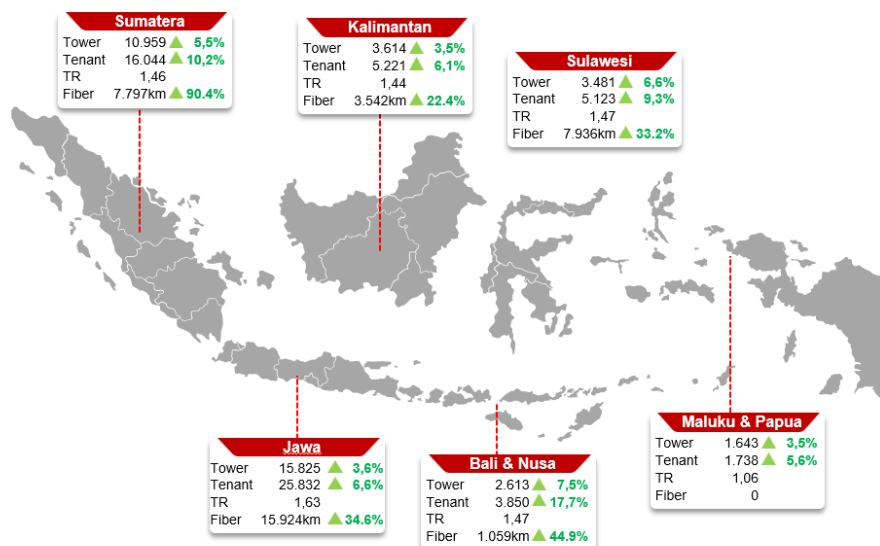 Sumatera
Tower 10.959 5,5%
Tenant 16.044 10,2%
TR 1,46
Fiber 7.797km 90.4%
Kalimantan
Tower 3.614 3,5%
Tenant 5.221 6,1%
TR 1,44
Fiber 3.542km 22.4%
Sulawesi
Tower 3.481 6,6%
Tenant 5.123 9,3%
TR 1,47
Fiber 7.936km 33.2%
Jawa
Tower 15.825 3,6%
Tenant 25.832 6,6%
TR 1,63
Fiber 15.924km 34.6%
Bali & Nusa
Tower 2.613 7,5%
Tenant 3.850 17,7%
TR 1,47
Fiber 1.059km 44.9%
Maluku & Papua
Tower 1.643 3,5%
Tenant 1.738 5,6%
TR 1,06
Fiber 0